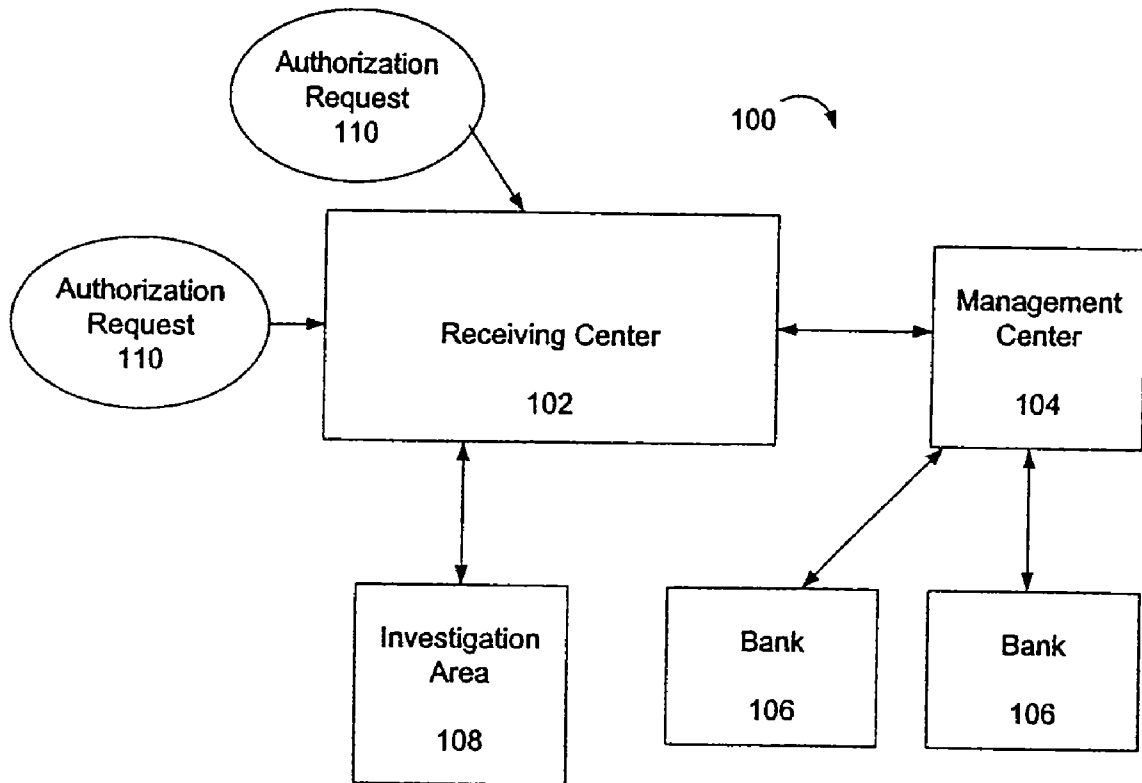 Authorization
Request
110
100
Authorization
Request
110
Receiving Center
102
Management
Center
104
Investigation
Area
108
Bank
106
Bank
106